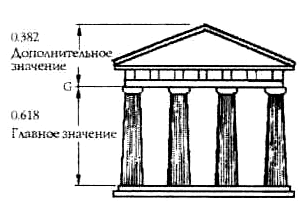 0.382
Дополнительное
значение
G
0.618
Главное значение